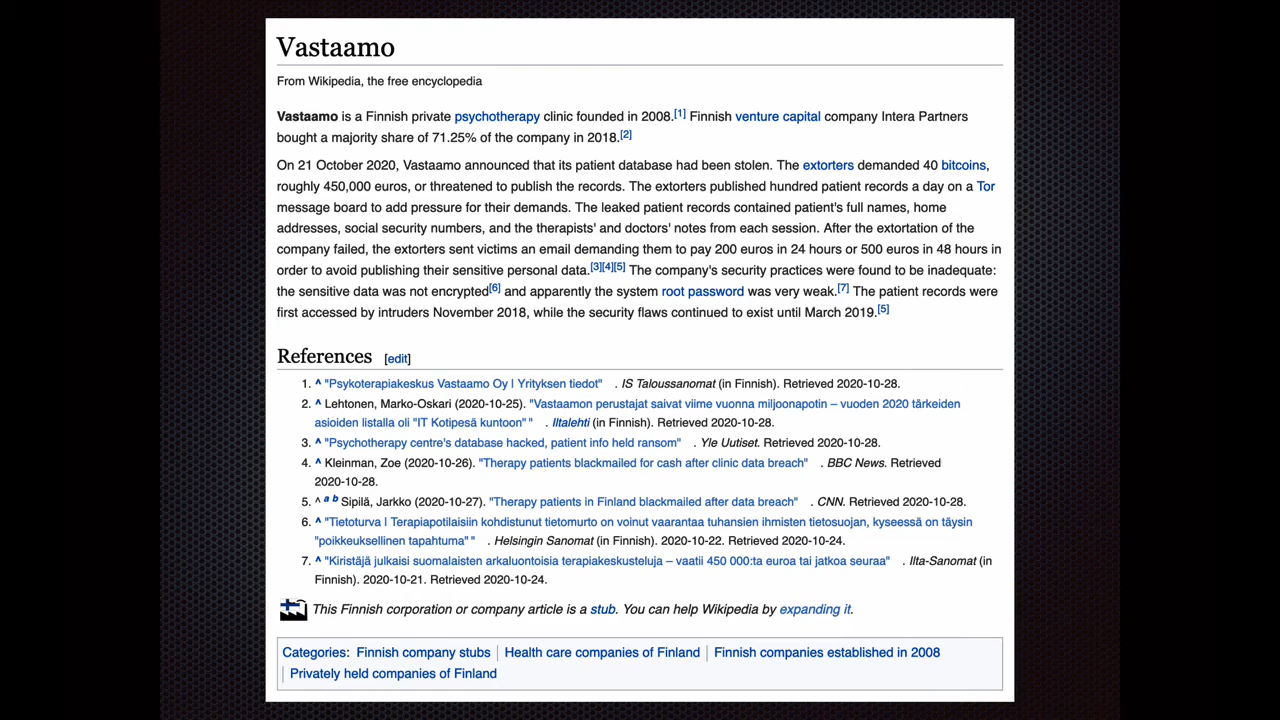 Vastaamo
From Wikipedia, the free encyclopedia
Vastaamo is a Finnish private psychotherapy clinic founded in 2008.[1] Finnish venture capital company Intera Partners
bought a majority share of 71.25% of the company in 2018.[2]
On 21 October 2020, Vastaamo announced that its patient database had been stolen. The extorters demanded 40 bitcoins,
roughly 450,000 euros, or threatened to publish the records. The extorters published hundred patient records a day on a Tor
message board to add pressure for their demands. The leaked patient records contained patient's full names, home
addresses, social security numbers, and the therapists' and doctors' notes from each session. After the extortation of the
company failed, the extorters sent victims an email demanding them to pay 200 euros in 24 hours or 500 euros in 48 hours in
order to avoid publishing their sensitive personal data.[3][4][5] The company's security practices were found to be inadequate:
the sensitive data was not encrypted[6] and apparently the system root password was very weak.[7] The patient records were
first accessed by intruders November 2018, while the security flaws continued to exist until March 2019.[5]
References [edit]
1. ^ "Psykoterapiakeskus Vastaamo Oy | Yrityksen tiedot" . IS Taloussanomat (in Finnish). Retrieved 2020-10-28.
2. ^ Lehtonen, Marko-Oskari (2020-10-25). "Vastaamon perustajat saivat viime vuonna miljoonapotin – vuoden 2020 tärkeiden
asioiden listalla oli "IT Kotipesä kuntoon" " . Iltalehti (in Finnish). Retrieved 2020-10-28.
3. ^ "Psychotherapy centre's database hacked, patient info held ransom" . Yle Uutiset. Retrieved 2020-10-28.
4. ^ Kleinman, Zoe (2020-10-26). "Therapy patients blackmailed for cash after clinic data breach" . BBC News. Retrieved
2020-10-28.
5. ^ a b Sipilä, Jarkko (2020-10-27). "Therapy patients in Finland blackmailed after data breach" . CNN. Retrieved 2020-10-28.
6. ^ "Tietoturva | Terapiapotilaisiin kohdistunut tietomurto on voinut vaarantaa tuhansien ihmisten tietosuojan, kyseessä on täysin
"poikkeuksellinen tapahtuma" " . Helsingin Sanomat (in Finnish). 2020-10-22. Retrieved 2020-10-24.
7. ^ "Kiristäjä julkaisi suomalaisten arkaluontoisia terapiakeskusteluja – vaatii 450 000:ta euroa tai jatkoa seuraa" . Ilta-Sanomat (in
Finnish). 2020-10-21. Retrieved 2020-10-24.
This Finnish corporation or company article is a stub. You can help Wikipedia by expanding it.
Categories: Finnish company stubs | Health care companies of Finland | Finnish companies established in 2008
| Privately held companies of Finland